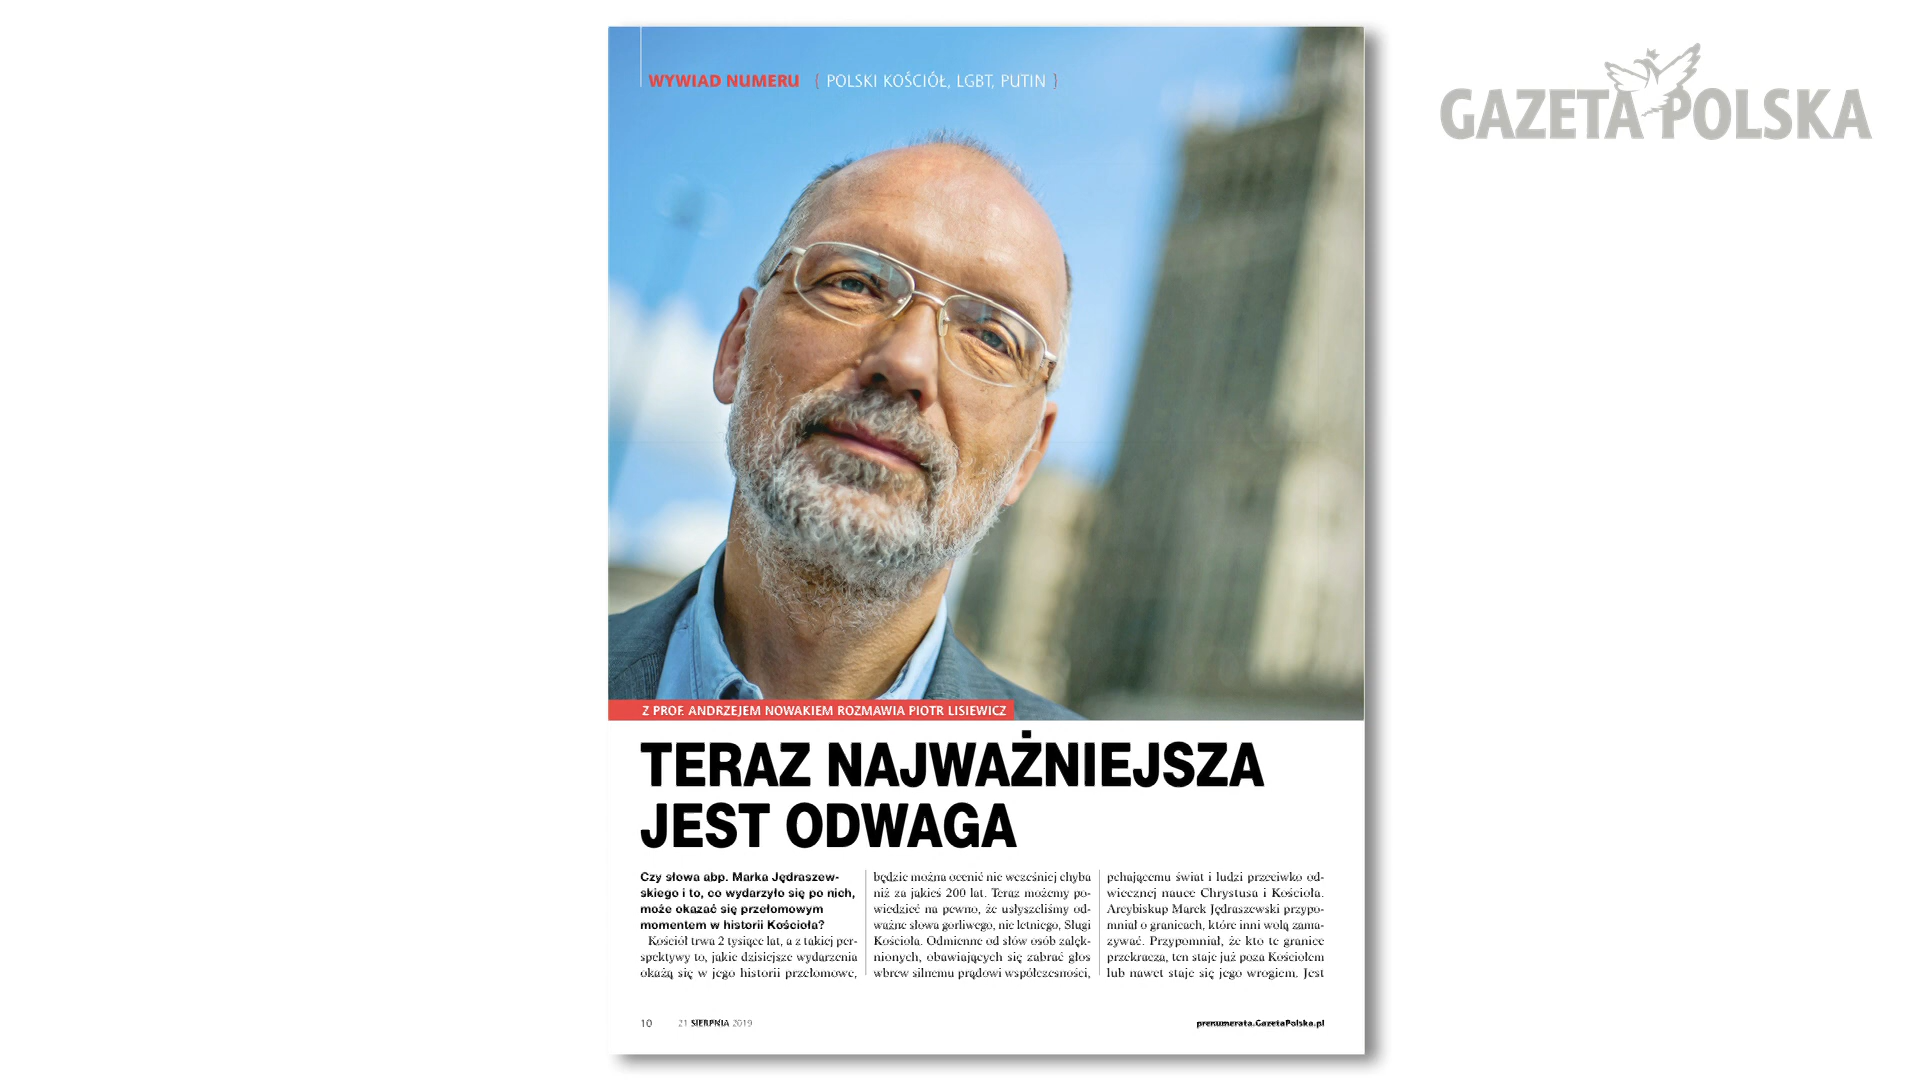 WYWIAD NUMERU { POLSKI KOŚCIÓŁ, LGBT, PUTIN }
GAZETA POLSKA
Z PROF. ANDRZEJEM NOWAKIEM ROZMAWIA PIOTR LISIEWICZ
TERAZ NAJWAŻNIEJSZA
JEST ODWAGA
Czy słowa abp. Marka Jędraszew-
skiego i to, co wydarzyło się po nich,
może okazać się przełomowym
momentem w historii Kościoła?
Kościół trwa 2 tysiące lat, a z takiej per-
spektywy to, jakie dzisiejsze wydarzenia
okażą się w jego historii przełomowe,
będzie można ocenić nie wcześniej chyba
niż za jakieś 200 lat. Teraz możemy po-
wiedzieć na pewno, że usłyszeliśmy od-
ważne słowa gorliwego, nie letniego, Sługi
Kościoła. Odmienne od słów osób zalęk-
nionych, obawiających się zabrać głos
wbrew silnemu prądowi współczesności,
pchającemu świat i ludzi przeciwko od-
wiecznej nauce Chrystusa i Kościoła.
Arcybiskup Marek Jędraszewski przypo-
mniał o granicach, które inni wolą zama-
zywać. Przypomniał, że kto te granice
przekracza, ten staje już poza Kościołem
lub nawet staje się jego wrogiem. Jest
10 21 SIERPNIA 2019
prenumerata.GazetaPolska.pl